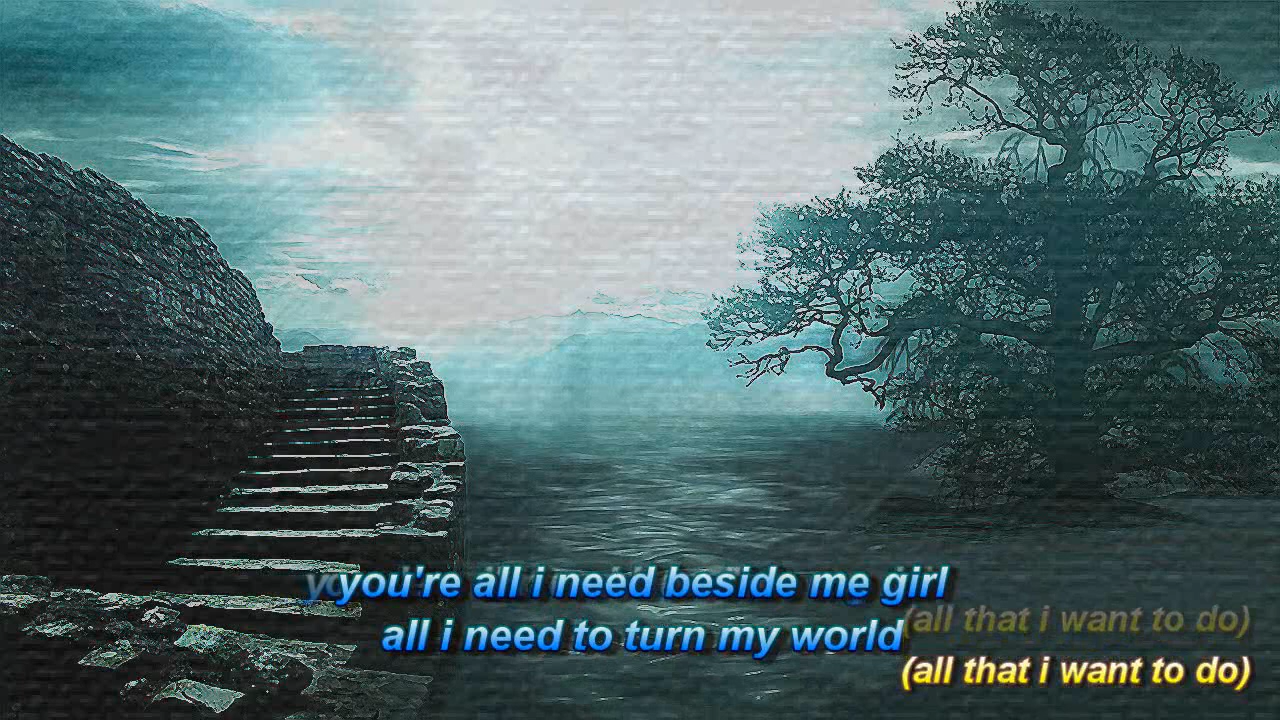 you're all i need beside me girl
(all that i want to do)
all i need to turn my world
(all that i want to do)